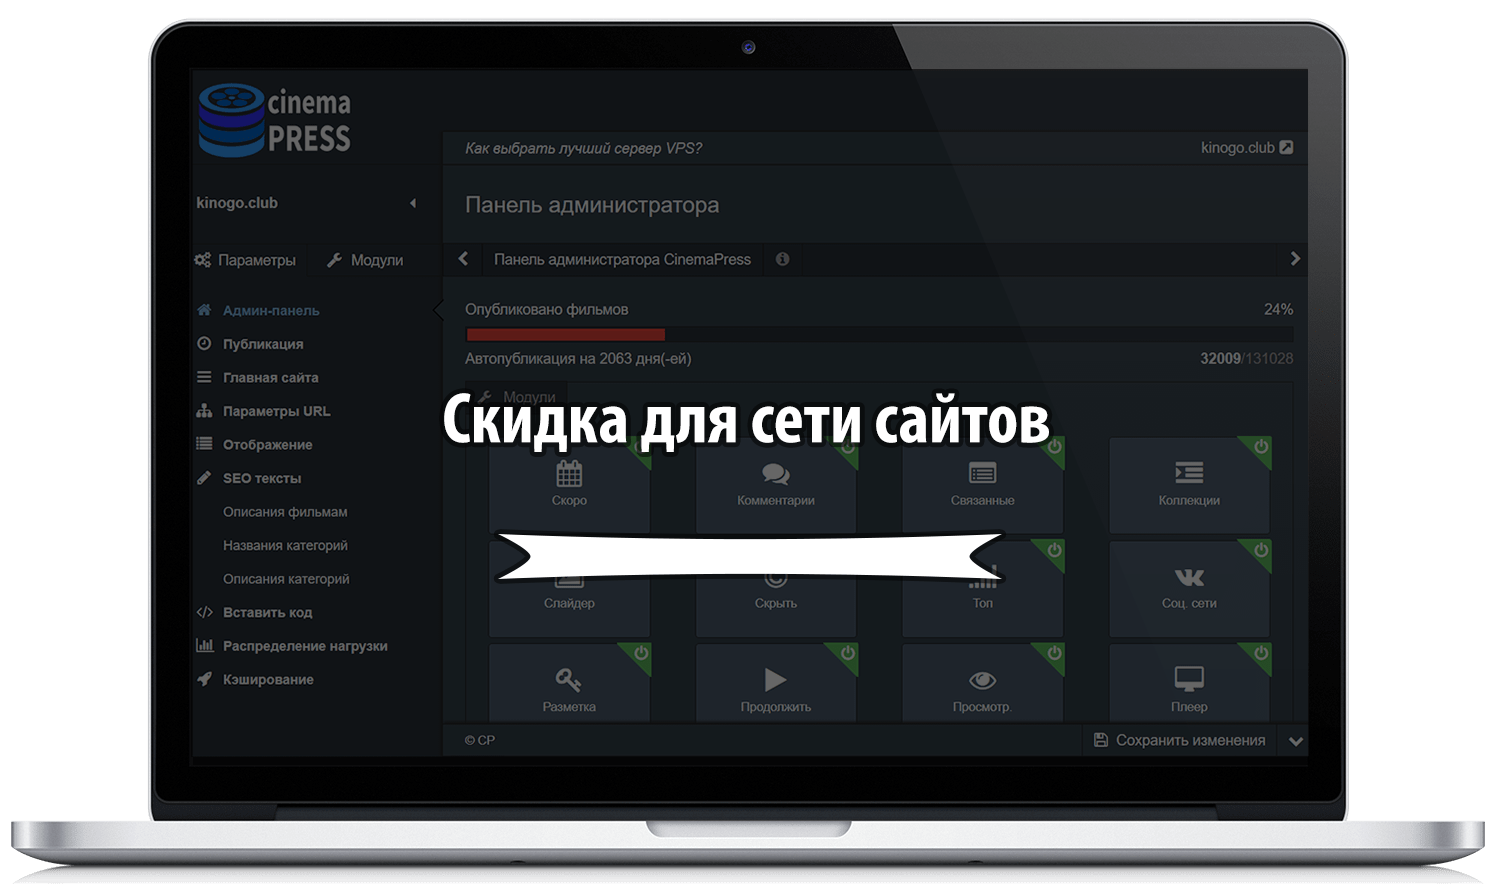 cinema
PRESS
Как выбрать лучший сервер VPS?
kinogo.club
kinogo.club
Панель администратора
Параметры
Модули
Панель администратора CinemaPress
Админ-панель
Публикация
Главная сайта
Параметры URL
Отображение
SEO тексты
Описания фильмам
Названия категорий
Описания категорий
Вставить код
Распределение нагрузки
Кэширование
Опубликовано фильмов
24%
Автопубликация на 2063 дня(-ей)
32009/131028
Модули
Скидка для сети сайтов
Скоро
Комментарии
Связанные
Коллекции
Слайдер
Скрыть
Топ
Соц. сети
Разметка
Продолжить
Просмотр.
Плеер
© CP
Сохранить изменения